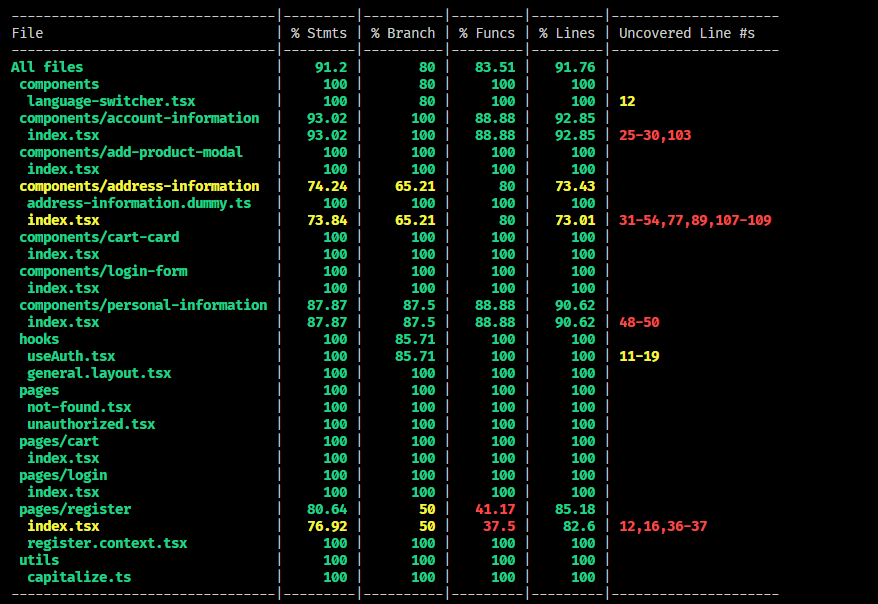 -------------------------------|---------|----------|---------|---------|--------------------
File                           | % Stmts | % Branch | % Funcs | % Lines | Uncovered Line #s
-------------------------------|---------|----------|---------|---------|--------------------
All files                      |    91.2 |       80 |   83.51 |   91.76 |
 components                    |     100 |       80 |     100 |     100 |
  language-switcher.tsx        |     100 |       80 |     100 |     100 | 12
 components/account-information |   93.02 |      100 |   88.88 |   92.85 |
  index.tsx                    |   93.02 |      100 |   88.88 |   92.85 | 25-30,103
 components/add-product-modal  |     100 |      100 |     100 |     100 |
  index.tsx                    |     100 |      100 |     100 |     100 |
 components/address-information |   74.24 |    65.21 |      80 |   73.43 |
  address-information.dummy.ts |     100 |      100 |     100 |     100 |
  index.tsx                    |   73.84 |    65.21 |      80 |   73.01 | 31-54,77,89,107-109
 components/cart-card          |     100 |      100 |     100 |     100 |
  index.tsx                    |     100 |      100 |     100 |     100 |
 components/login-form         |     100 |      100 |     100 |     100 |
  index.tsx                    |     100 |      100 |     100 |     100 |
 components/personal-information |   87.87 |     87.5 |   88.88 |   90.62 |
  index.tsx                    |   87.87 |     87.5 |   88.88 |   90.62 | 48-50
 hooks                         |     100 |    85.71 |     100 |     100 |
  useAuth.tsx                  |     100 |    85.71 |     100 |     100 | 11-19
  general.layout.tsx           |     100 |      100 |     100 |     100 |
 pages                         |     100 |      100 |     100 |     100 |
  not-found.tsx                |     100 |      100 |     100 |     100 |
  unauthorized.tsx             |     100 |      100 |     100 |     100 |
 pages/cart                    |     100 |      100 |     100 |     100 |
  index.tsx                    |     100 |      100 |     100 |     100 |
 pages/login                   |     100 |      100 |     100 |     100 |
  index.tsx                    |     100 |      100 |     100 |     100 |
 pages/register                |   80.64 |       50 |   41.17 |   85.18 |
  index.tsx                    |   76.92 |       50 |    37.5 |    82.6 | 12,16,36-37
  register.context.tsx         |     100 |      100 |     100 |     100 |
 utils                         |     100 |      100 |     100 |     100 |
  capitalize.ts                |     100 |      100 |     100 |     100 |
-------------------------------|---------|----------|---------|---------|--------------------